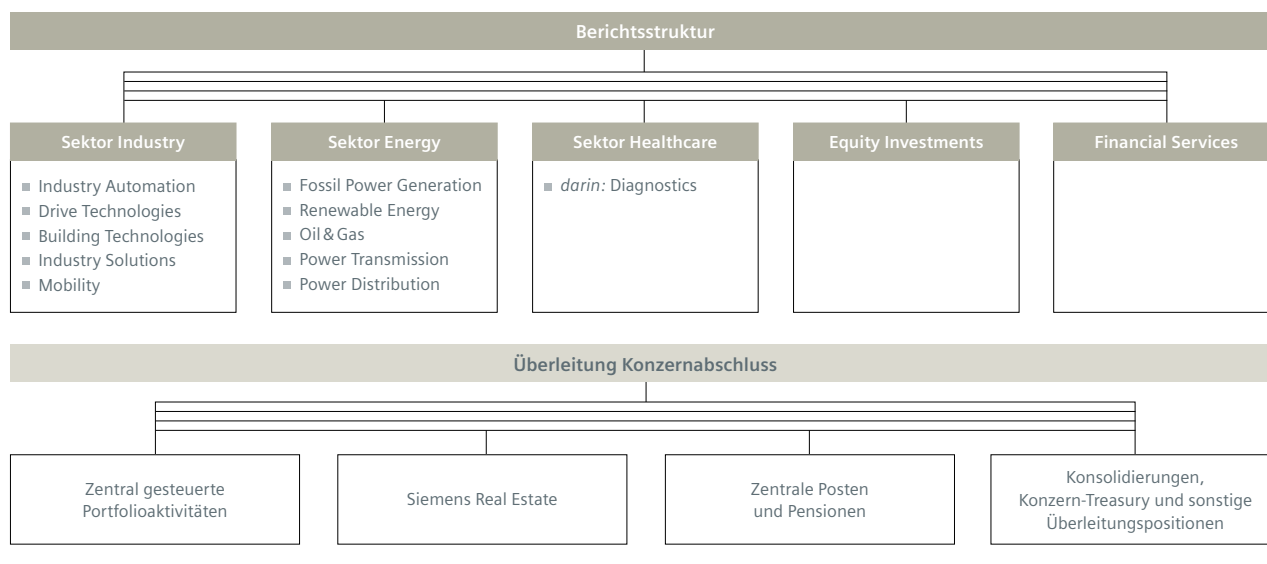 Berichtsstruktur
Sektor Industry
Industry Automation
Drive Technologies
Building Technologies
Industry Solutions
Mobility
Sektor Energy
Fossil Power Generation
Renewable Energy
Oil & Gas
Power Transmission
Power Distribution
Sektor Healthcare
darin: Diagnostics
Equity Investments
Financial Services
Überleitung Konzernabschluss
Zentral gesteuerte
Portfolioaktivitäten
Siemens Real Estate
Zentrale Posten
und Pensionen
Konsolidierungen,
Konzern-Treasury und sonstige
Überleitungspositionen